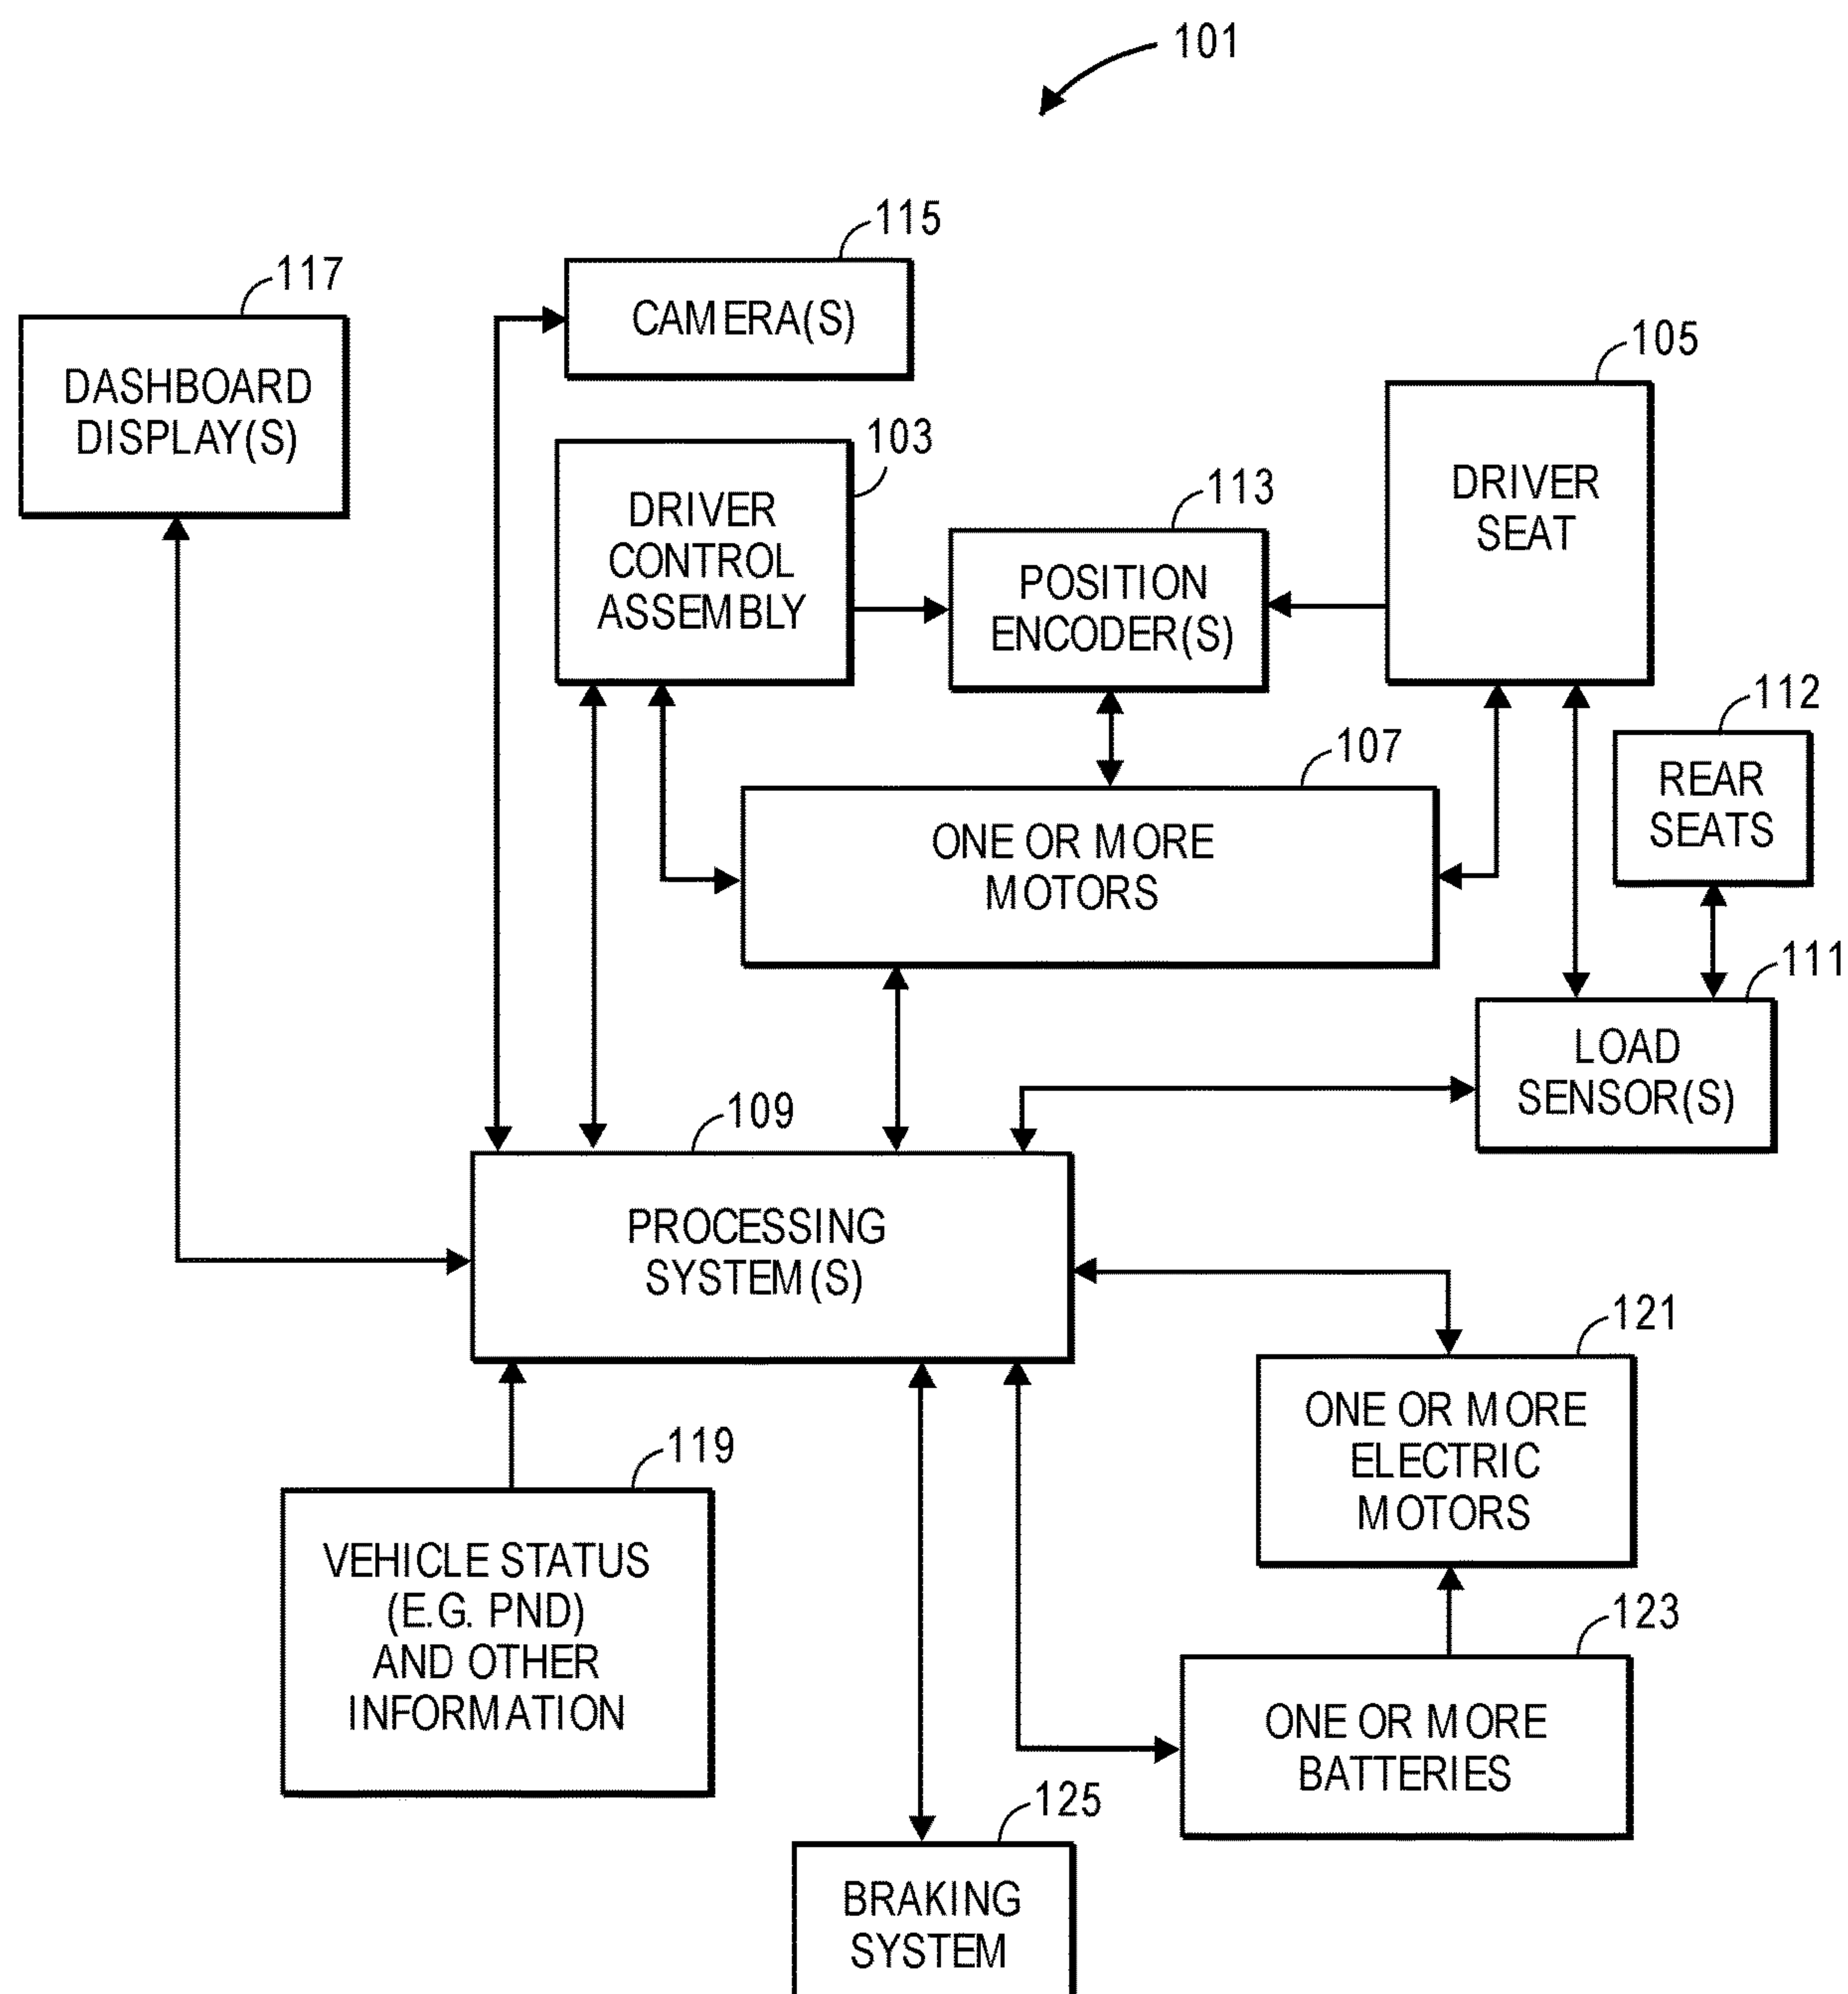 101
115
CAMERA(S)
117
DASHBOARD
DISPLAY(S)
105
DRIVER
SEAT
103
DRIVER
CONTROL
ASSEMBLY
113
POSITION
ENCODER(S)
112
REAR
SEATS
107
ONE OR MORE
MOTORS
111
LOAD
SENSOR(S)
109
PROCESSING
SYSTEM(S)
121
ONE OR MORE
ELECTRIC
MOTORS
119
VEHICLE STATUS
(E.G. PND)
AND OTHER
INFORMATION
123
ONE OR MORE
BATTERIES
125
BRAKING
SYSTEM